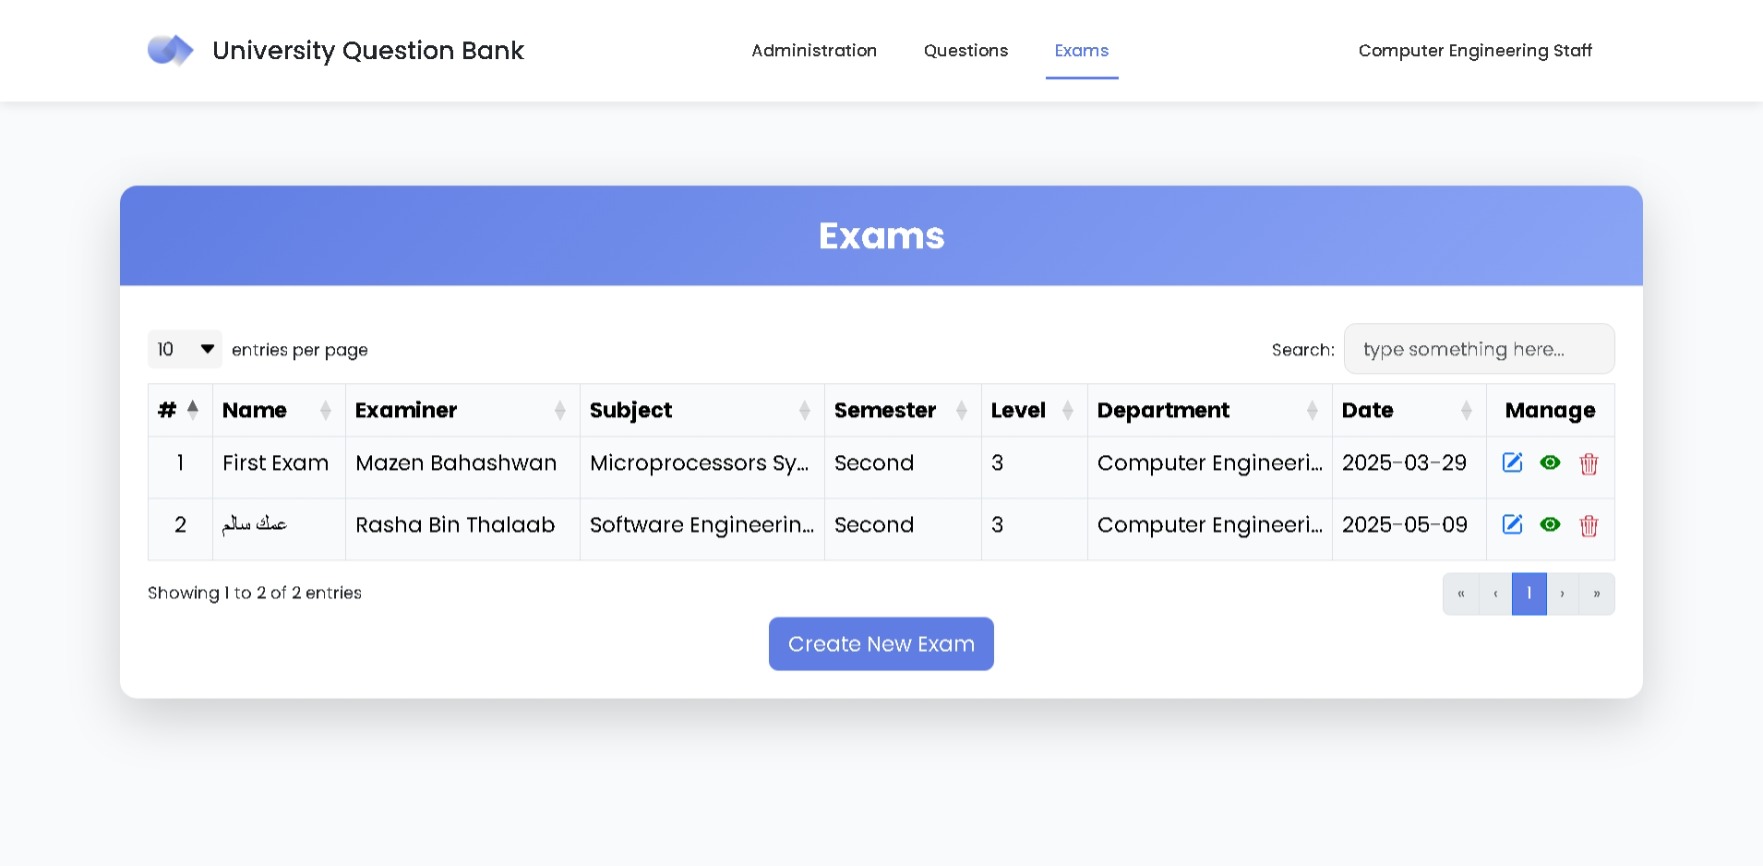 University Question Bank
Administration Questions Exams
Computer Engineering Staff
Exams
10 entries per page
Search: type something here...
# Name Examiner Subject Semester Level Department Date Manage
1 First Exam Mazen Bahashwan Microprocessors Sy... Second 3 Computer Engineeri... 2025-03-29
2 عمك سالم Rasha Bin Thalaab Software Engineerin... Second 3 Computer Engineeri... 2025-05-09
Showing 1 to 2 of 2 entries
« ‹ 1 › »
Create New Exam